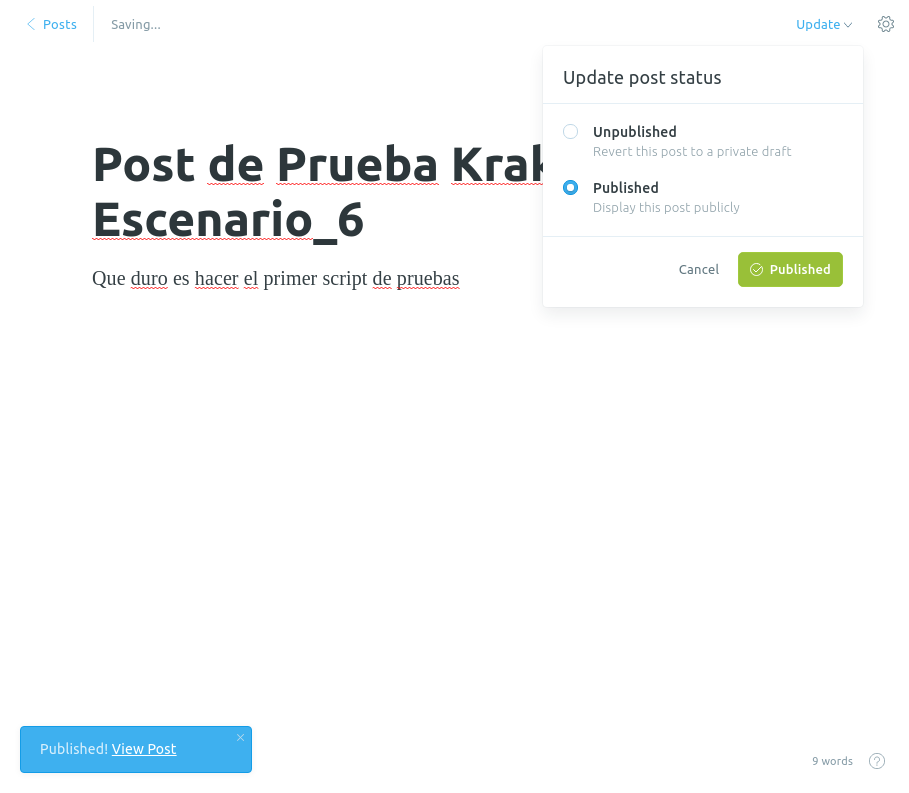 Posts
Saving...
Update
Update post status
Unpublished
Revert this post to a private draft
Published
Display this post publicly
Cancel
Published
Post de Prueba
Escenario_6
Que duro es hacer el primer script de pruebas
Published! View Post
9 words